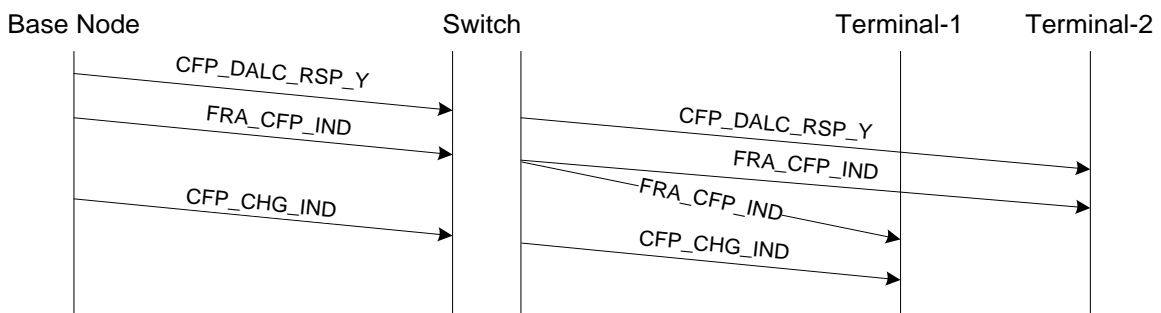 Base Node
Switch
Terminal-1
Terminal-2
CFP_DALC_RSP_Y
FRA_CFP_IND
CFP_DALC_RSP_Y
FRA_CFP_IND
FRA_CFP_IND
CFP_CHG_IND
CFP_CHG_IND